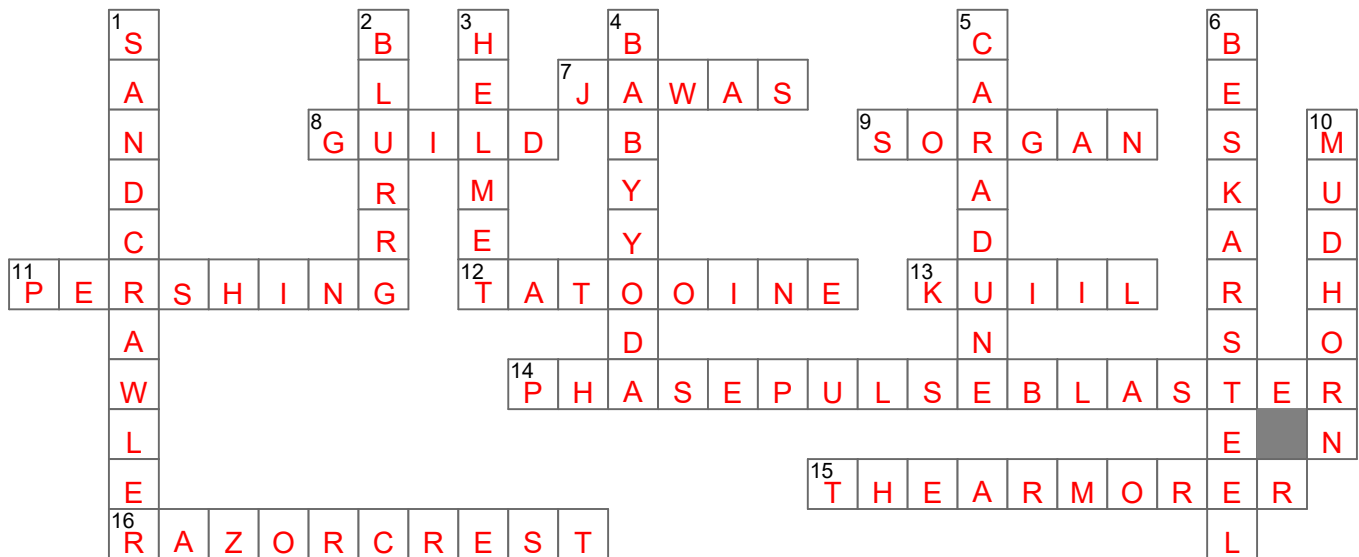 1 S 2 B 3 H 4 B 5 C 6 B
A L E 7 J A W A S A E
N 8 G U I L D B 9 S O R G A N S 10 M
D R M Y A K U
C R E Y D A D
11 P E R S H I N G 12 T A T O O I N E 13 K U I I L R H
A D N S O
W 14 P H A S E P U L S E B L A S T E R
L E N
E 15 T H E A R M O R E R
16 R A Z O R C R E S T L